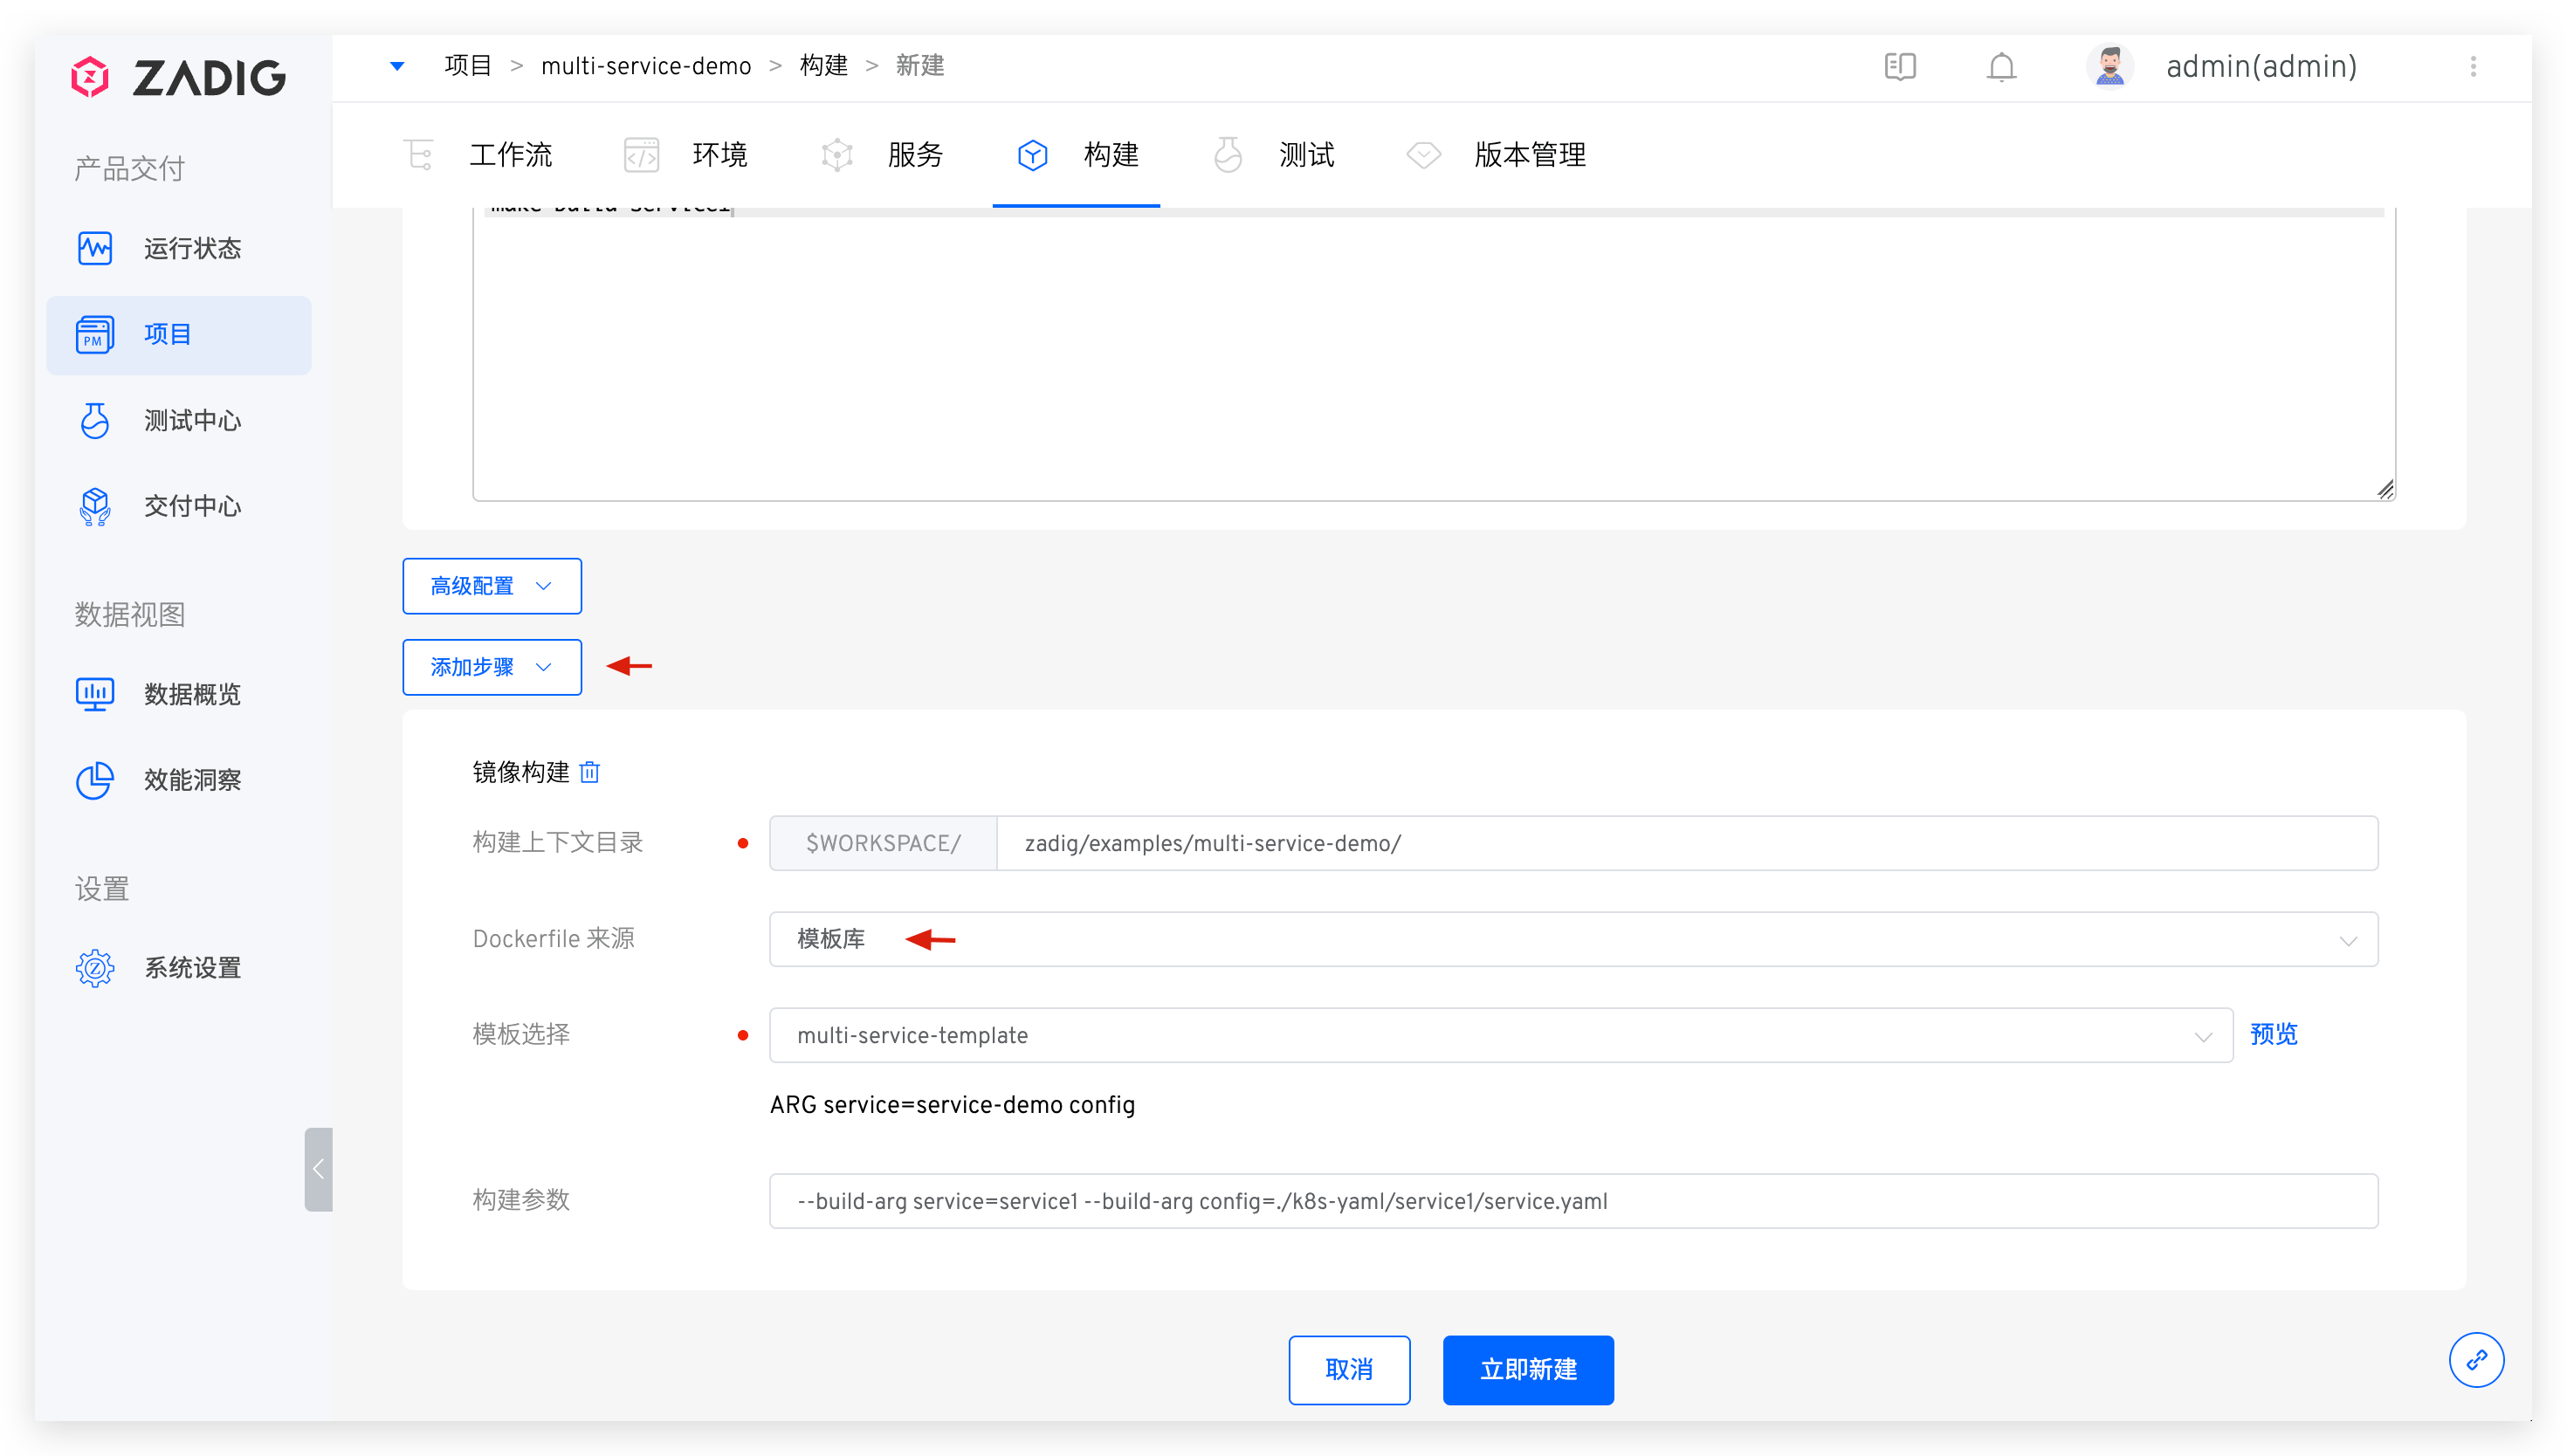 ZADIG
项目 > multi-service-demo > 构建 > 新建
admin(admin)
工作流 环境 服务 构建 测试 版本管理
产品交付
运行状态
PM
项目
测试中心
交付中心
数据视图
数据概览
效能洞察
设置
系统设置
make build service1
高级配置
添加步骤
镜像构建
构建上下文目录 $WORKSPACE/ zadig/examples/multi-service-demo/
Dockerfile 来源 模板库
模板选择 multi-service-template 预览
ARG service=service-demo config
构建参数 --build-arg service=service1 --build-arg config=./k8s-yaml/service1/service.yaml
取消 立即新建